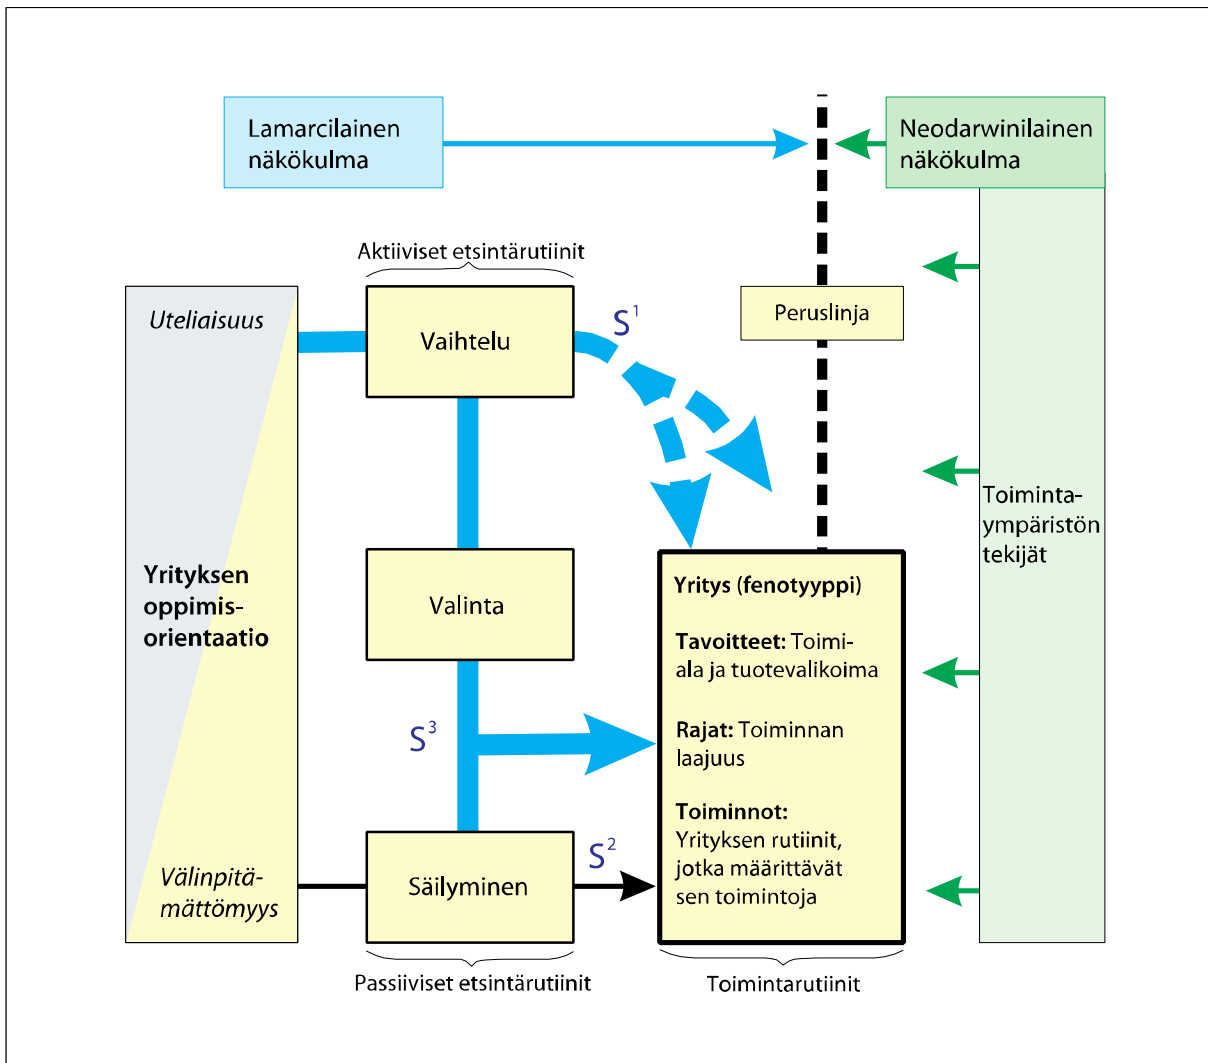 Lamarcilainen
näkökulma
Neodarwinilainen
näkökulma
Aktiiviset etsintärutiinit
Uteliaisuus
Vaihtelu
S¹
Peruslinja
Toiminta-
ympäristön
tekijät
Yrityksen
oppimis-
orientaatio
Valinta
Yritys (fenotyyppi)
Tavoitteet: Toimi-
ala ja tuotevalikoima
Rajat: Toiminnan
laajuus
S³
Toiminnot:
Yrityksen rutiinit,
jotka määrittävät
sen toimintoja
Välinpitä-
mättömyys
Säilyminen
S²
Passiiviset etsintärutiinit
Toimintarutiinit